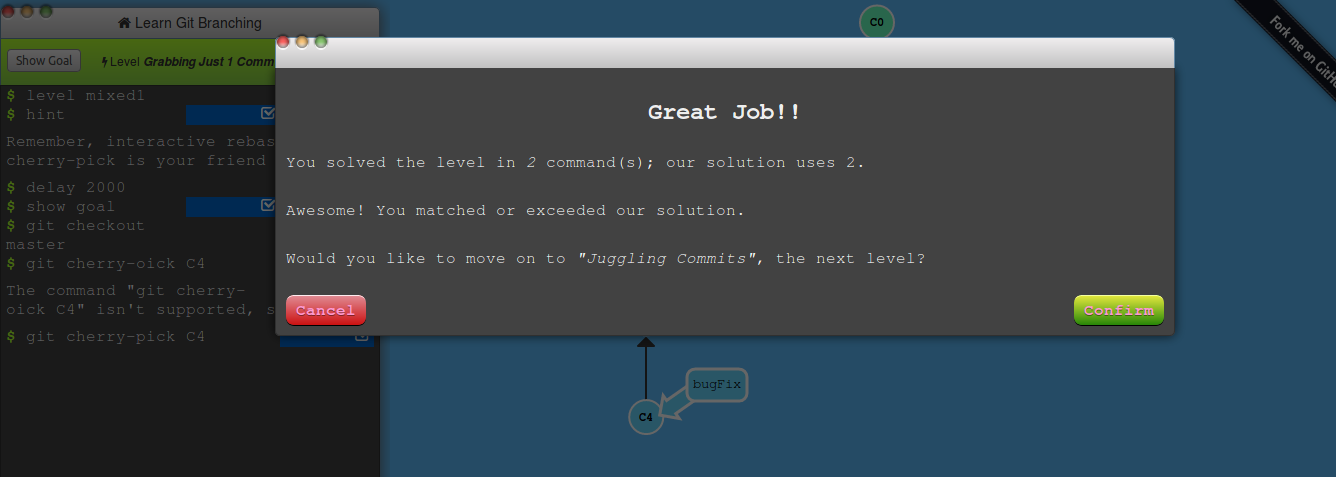 Learn Git Branching
Show Goal
Level Grabbing Just 1 Comm
$ level mixed1
$ hint
Remember, interactive rebas
cherry-pick is your friend
$ delay 2000
$ show goal
$ git checkout
master
$ git cherry-oick C4
The command "git cherry-
oick C4" isn't supported, s
$ git cherry-pick C4
C0
Fork me on GitH
Great Job!!
You solved the level in 2 command(s); our solution uses 2.
Awesome! You matched or exceeded our solution.
Would you like to move on to "Juggling Commits", the next level?
Cancel
Confirm
bugFix
C4